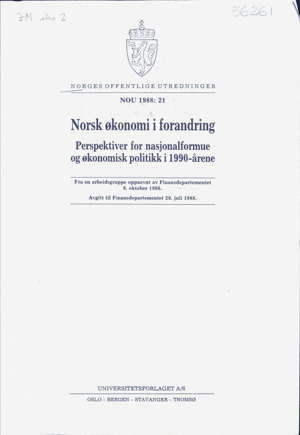 36261
NORGES OFFENTLIGE UTREDNINGER
NOU 1988: 21
Norsk økonomi i forandring
Perspektiver for nasjonalformue
og økonomisk politikk i 1990-årene
Fra en arbeidsgruppe oppnevnt av Finansdepartementet
9. oktober 1986.
Avgitt til Finansdepartementet 29. juli 1988.
UNIVERSITETSFORLAGET A/S
OSLO – BERGEN – STAVANGER – TROMSØ